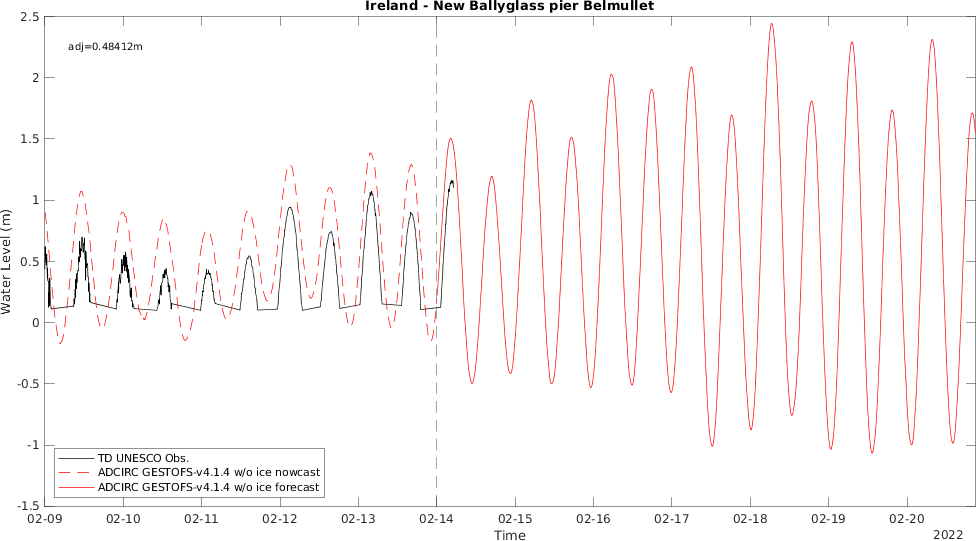 Ireland - New Ballyglass pier Belmullet
adj=0.48412m
2.5
2
1.5
1
0.5
0
-0.5
-1
-1.5
Water Level (m)
TD UNESCO Obs.
ADCIRC GESTOFS-v4.1.4 w/o ice nowcast
ADCIRC GESTOFS-v4.1.4 w/o ice forecast
02-09 02-10 02-11 02-12 02-13 02-14 02-15 02-16 02-17 02-18 02-19 02-20
Time
2022